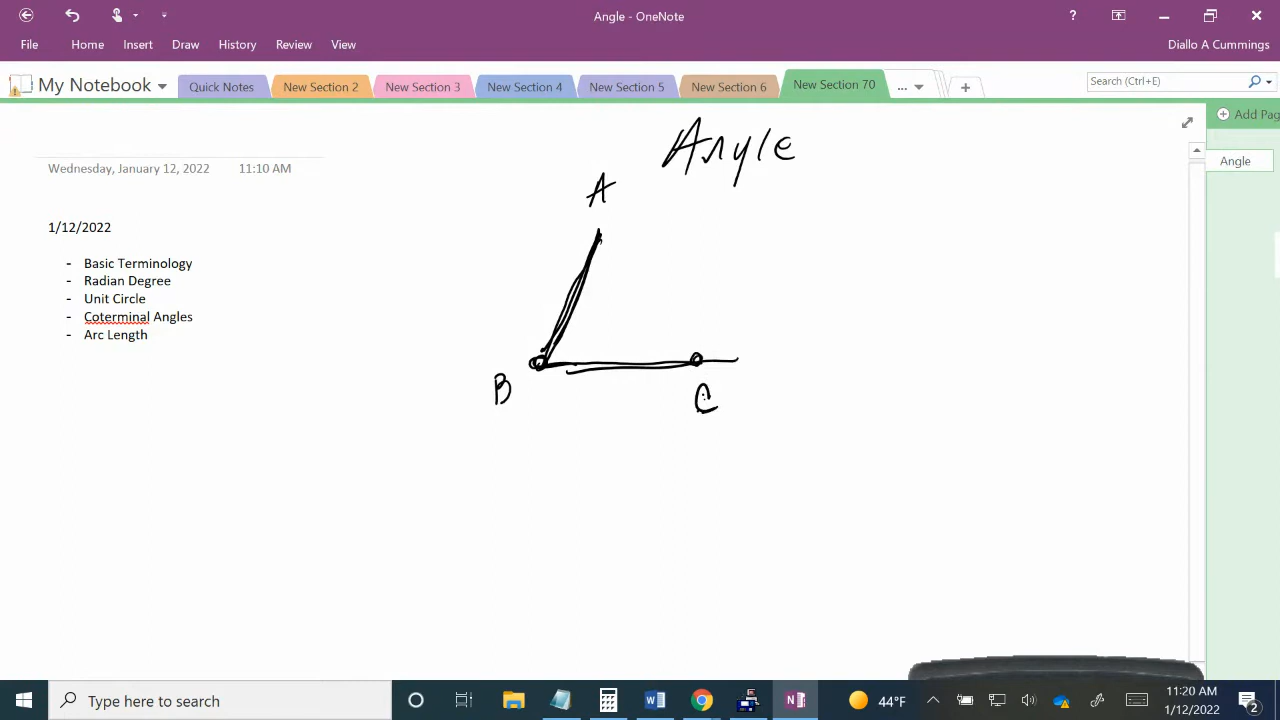 Angle - OneNote
?
File Home Insert Draw History Review View
Diallo A Cummings
My Notebook Quick Notes New Section 2 New Section 3 New Section 4 New Section 5 New Section 6 New Section 70 ... +
Search (Ctrl+E)
Add Pag
Angle
Wednesday, January 12, 2022 11:10 AM
Angle
A
1/12/2022
- Basic Terminology
- Radian Degree
- Unit Circle
- Coterminal Angles
- Arc Length
B
C
Type here to search
44°F
11:20 AM
1/12/2022
2